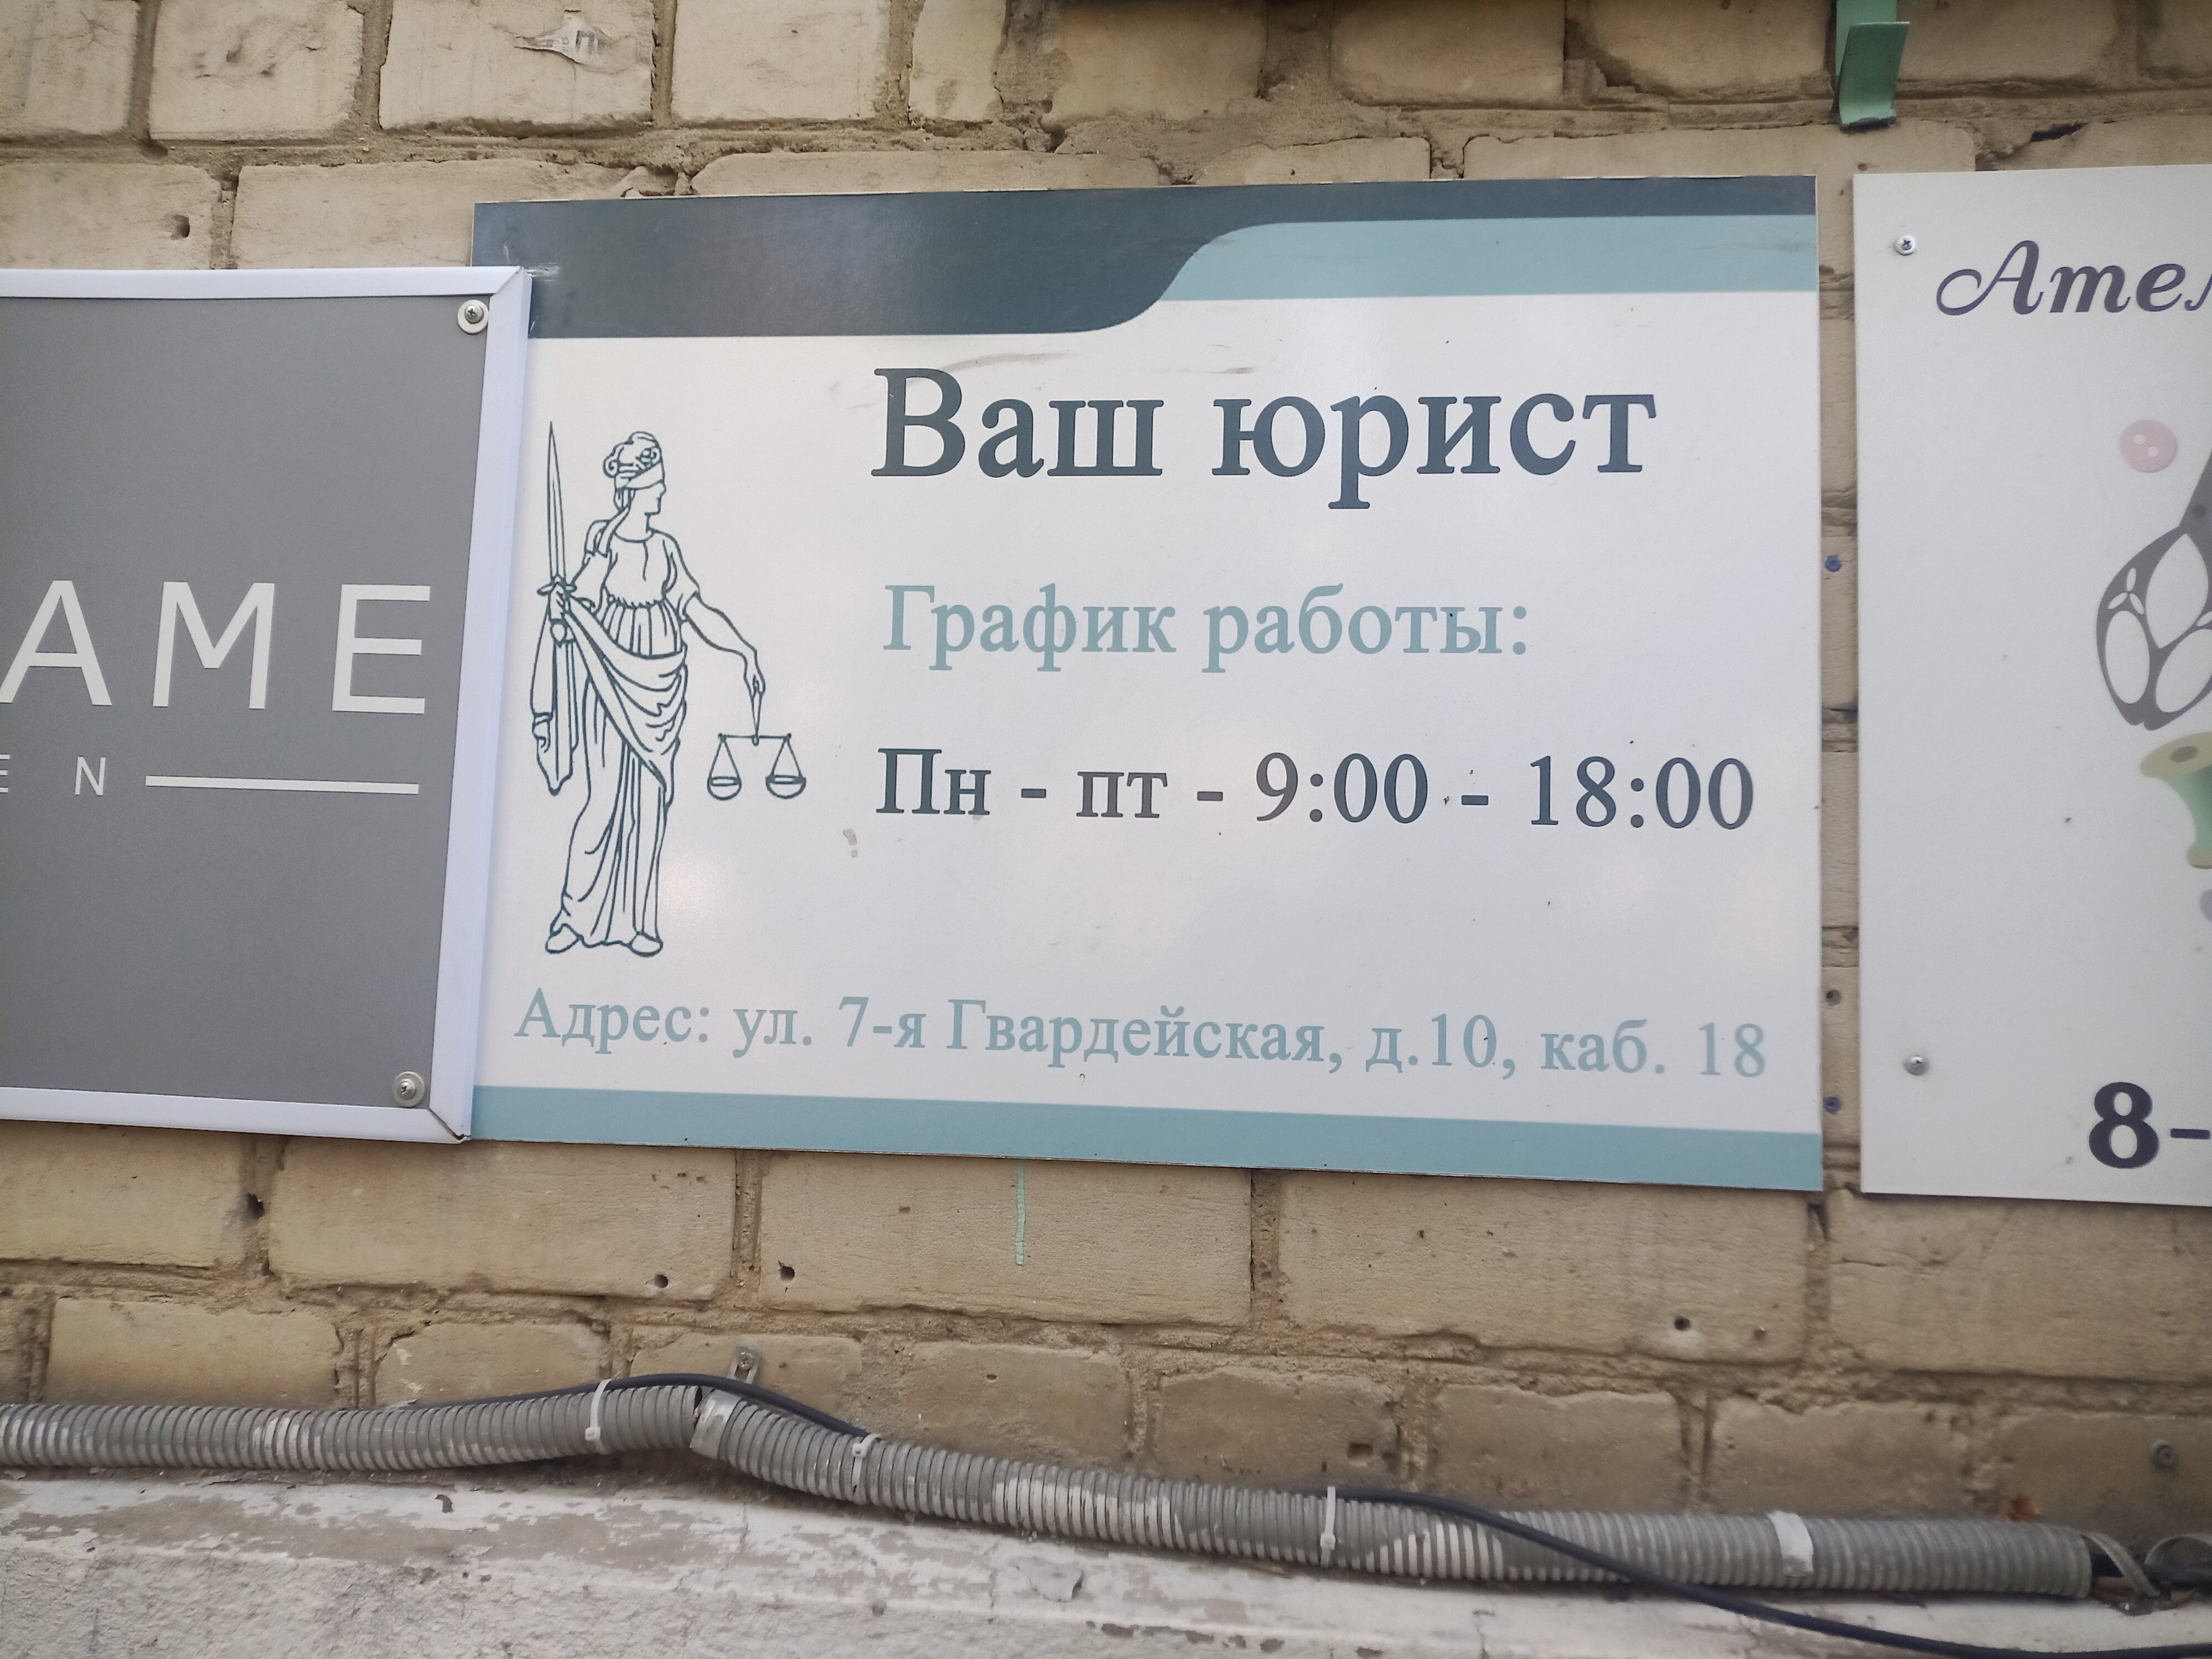 AME
E N
Ваш юрист
График работы:
Пн - пт - 9:00 - 18:00
Адрес: ул. 7-я Гвардейская, д.10, каб. 18
Ател
8-